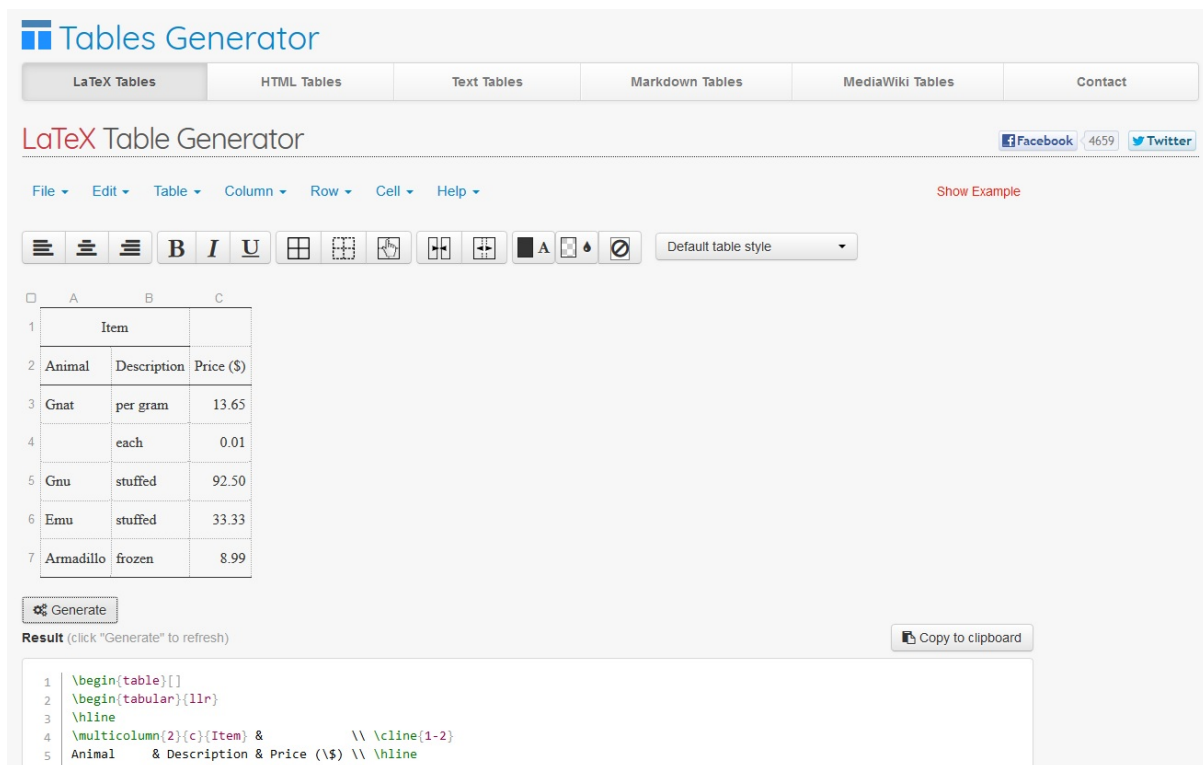 Tables Generator
LaTeX Tables HTML Tables Text Tables Markdown Tables MediaWiki Tables Contact
LaTeX Table Generator
Facebook 4659 Twitter
File Edit Table Column Row Cell Help Show Example
B I U A Default table style
A B C
1 Item
2 Animal Description Price ($)
3 Gnat per gram 13.65
4 each 0.01
5 Gnu stuffed 92.50
6 Emu stuffed 33.33
7 Armadillo frozen 8.99
Generate
Result (click "Generate" to refresh) Copy to clipboard
1 \begin{table}[]
2 \begin{tabular}{llr}
3 \hline
4 \multicolumn{2}{c}{Item} & \\ \cline{1-2}
5 Animal & Description & Price (\$) \\ \hline